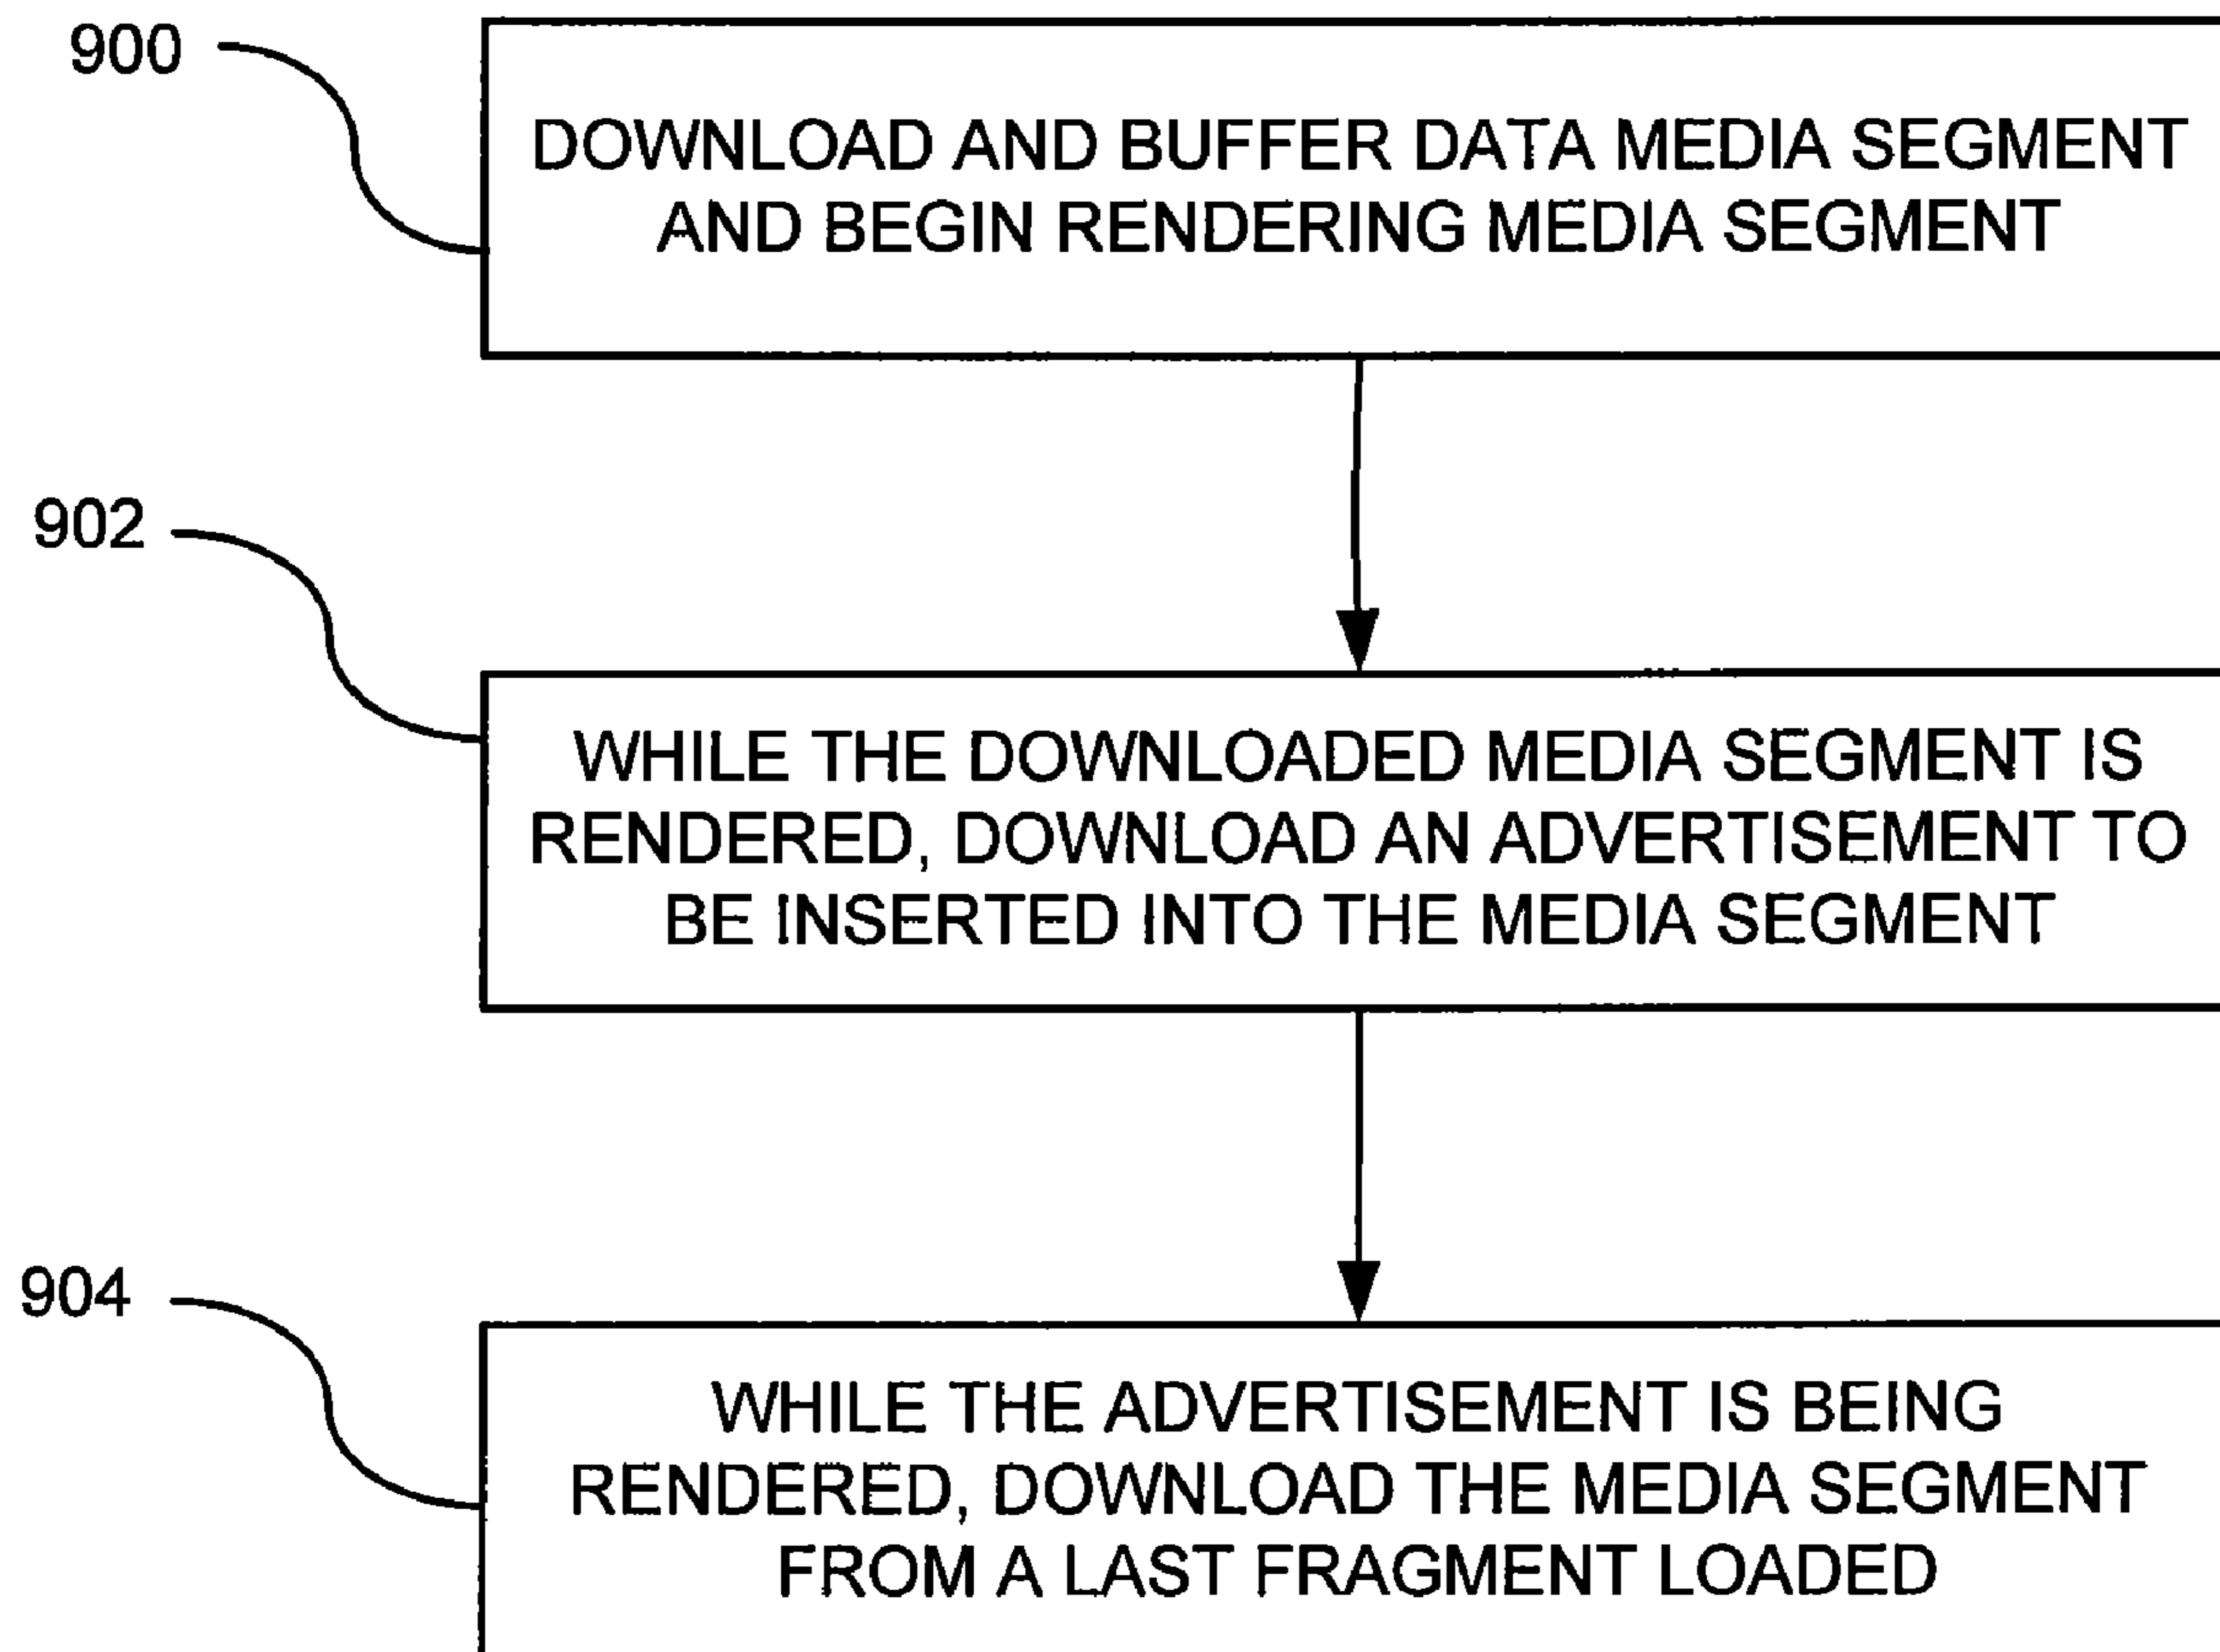 900
DOWNLOAD AND BUFFER DATA MEDIA SEGMENT
AND BEGIN RENDERING MEDIA SEGMENT
902
WHILE THE DOWNLOADED MEDIA SEGMENT IS
RENDERED, DOWNLOAD AN ADVERTISEMENT TO
BE INSERTED INTO THE MEDIA SEGMENT
904
WHILE THE ADVERTISEMENT IS BEING
RENDERED, DOWNLOAD THE MEDIA SEGMENT
FROM A LAST FRAGMENT LOADED